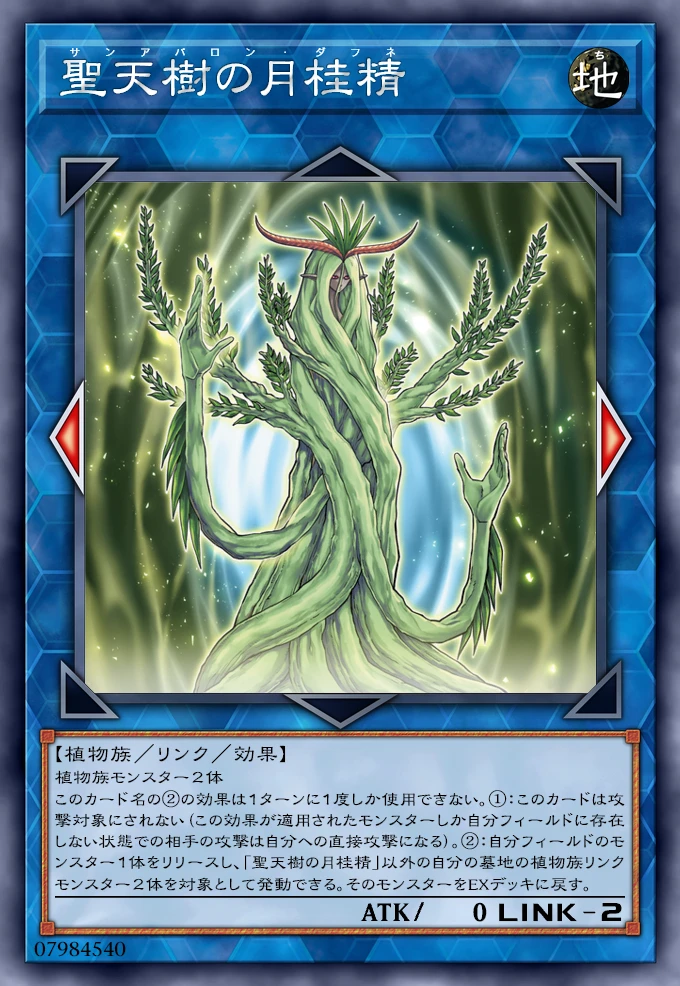 サンアバロン・ダフネ
聖天樹の月桂精
ち
地
【植物族／リンク／効果】
植物族モンスター２体
このカード名の②の効果は１ターンに１度しか使用できない。①：このカードは攻
撃対象にされない（この効果が適用されたモンスターしか自分フィールドに存在
しない状態での相手の攻撃は自分への直接攻撃になる）。②：自分フィールドのモ
ンスター１体をリリースし、「聖天樹の月桂精」以外の自分の墓地の植物族リンク
モンスター２体を対象として発動できる。そのモンスターをEXデッキに戻す。
ATK/ 0 LINK-2
07984540